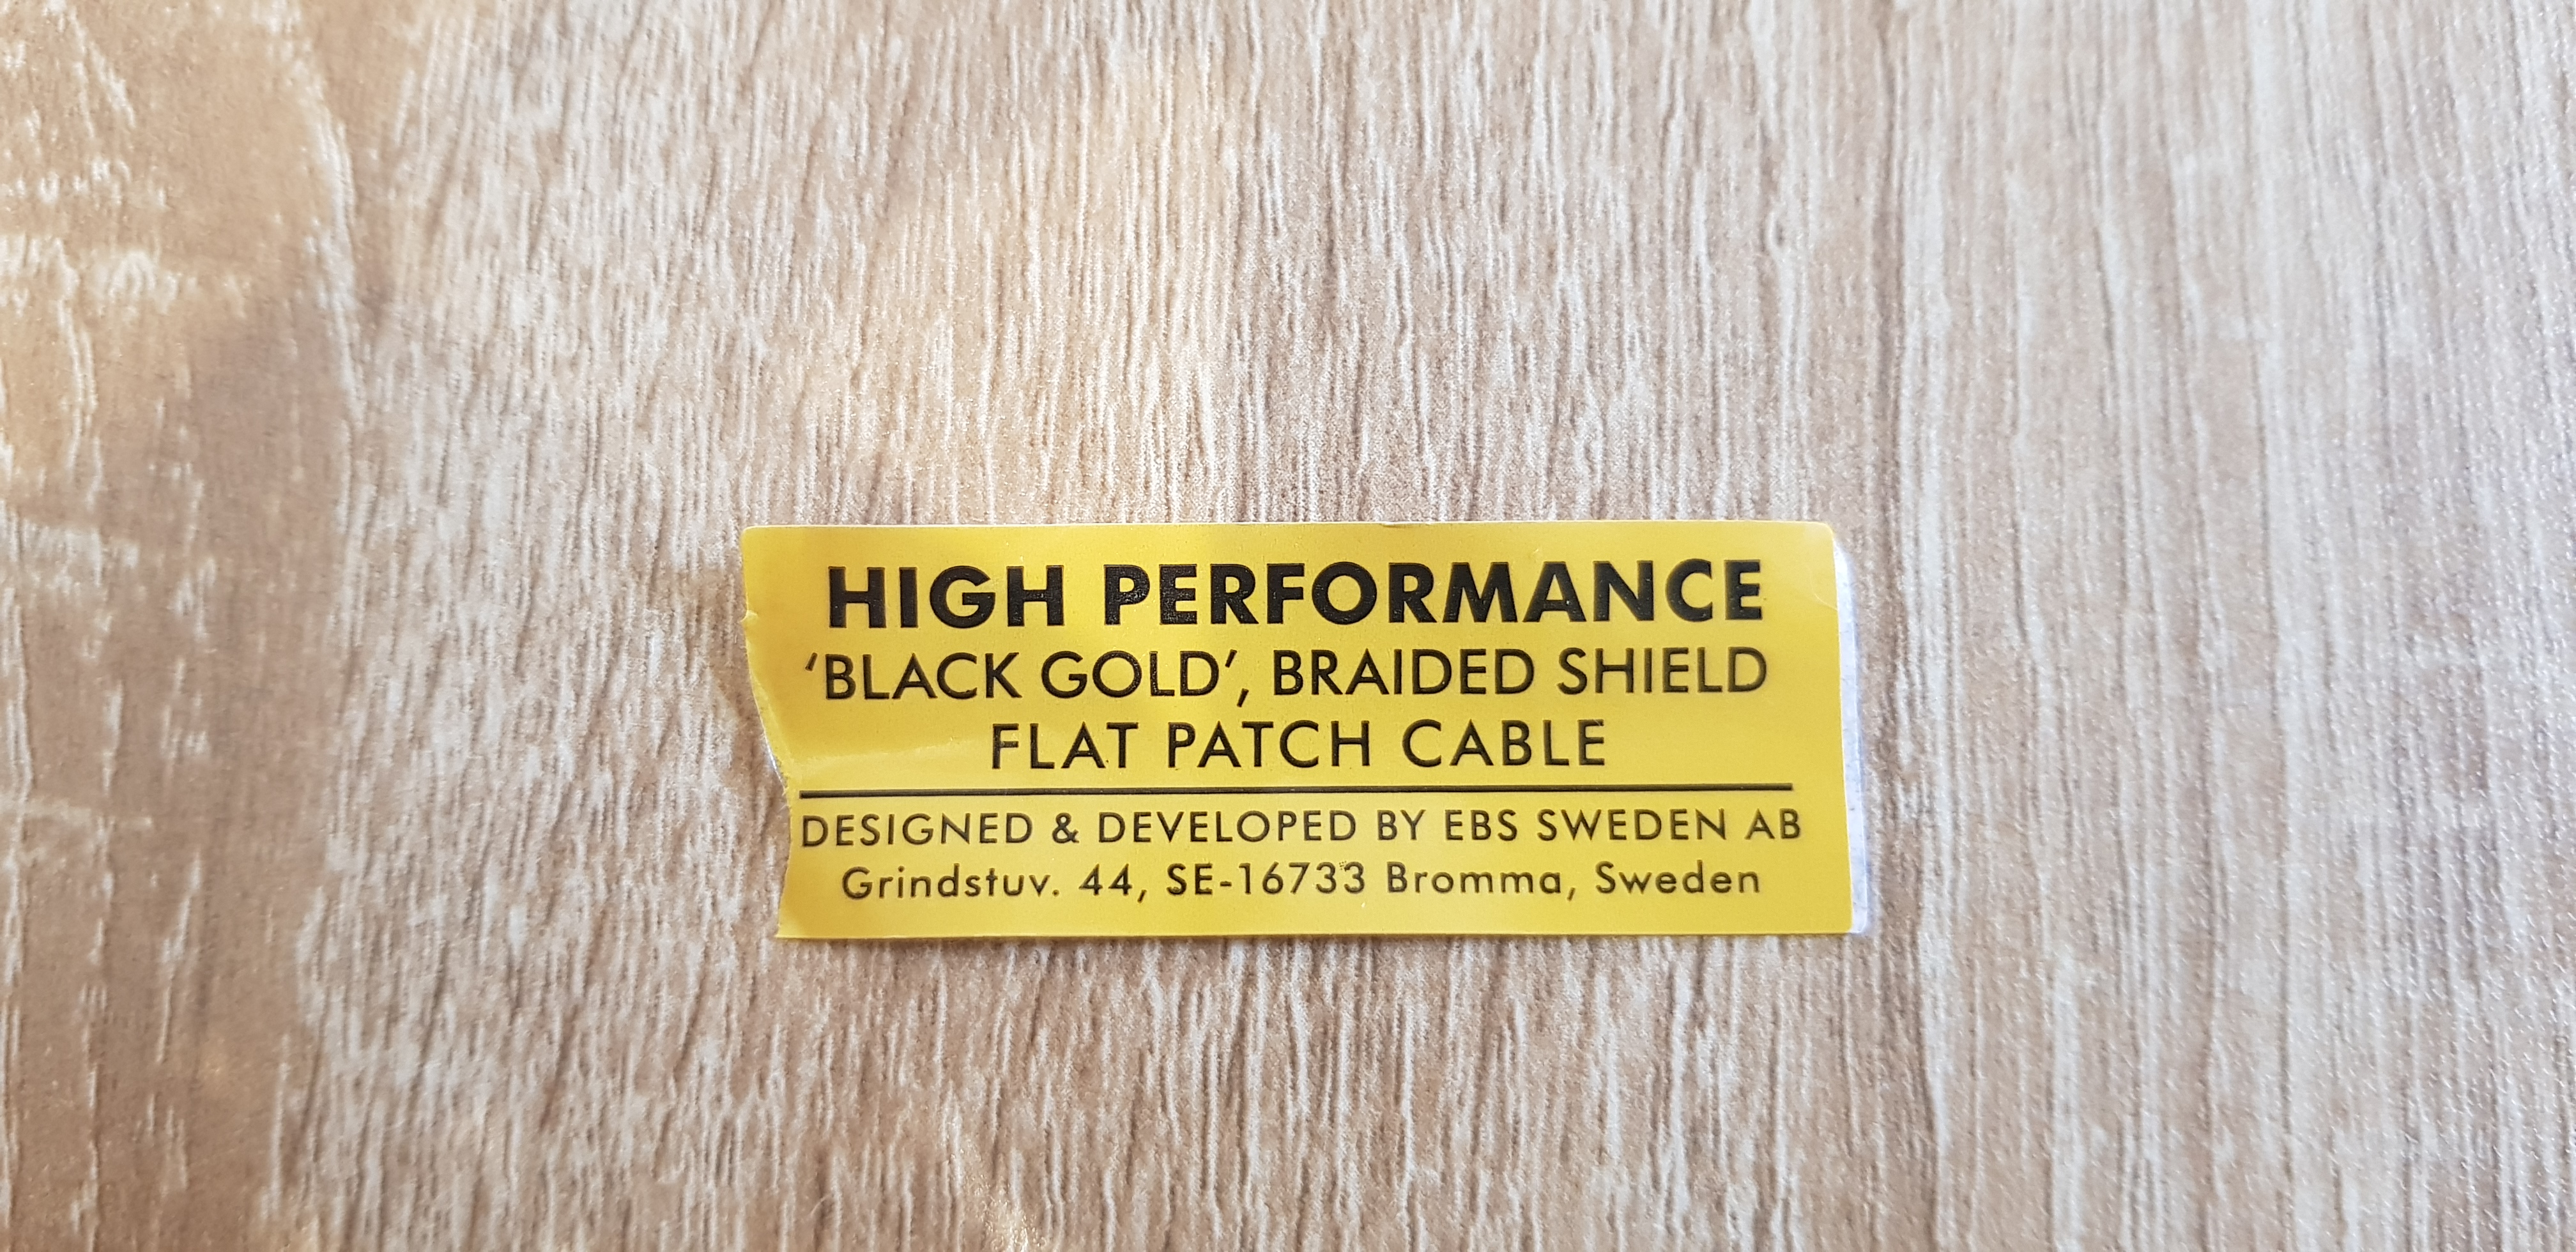 HIGH PERFORMANCE
‘BLACK GOLD’, BRAIDED SHIELD
FLAT PATCH CABLE
DESIGNED & DEVELOPED BY EBS SWEDEN AB
Grindstuv. 44, SE-16733 Bromma, Sweden